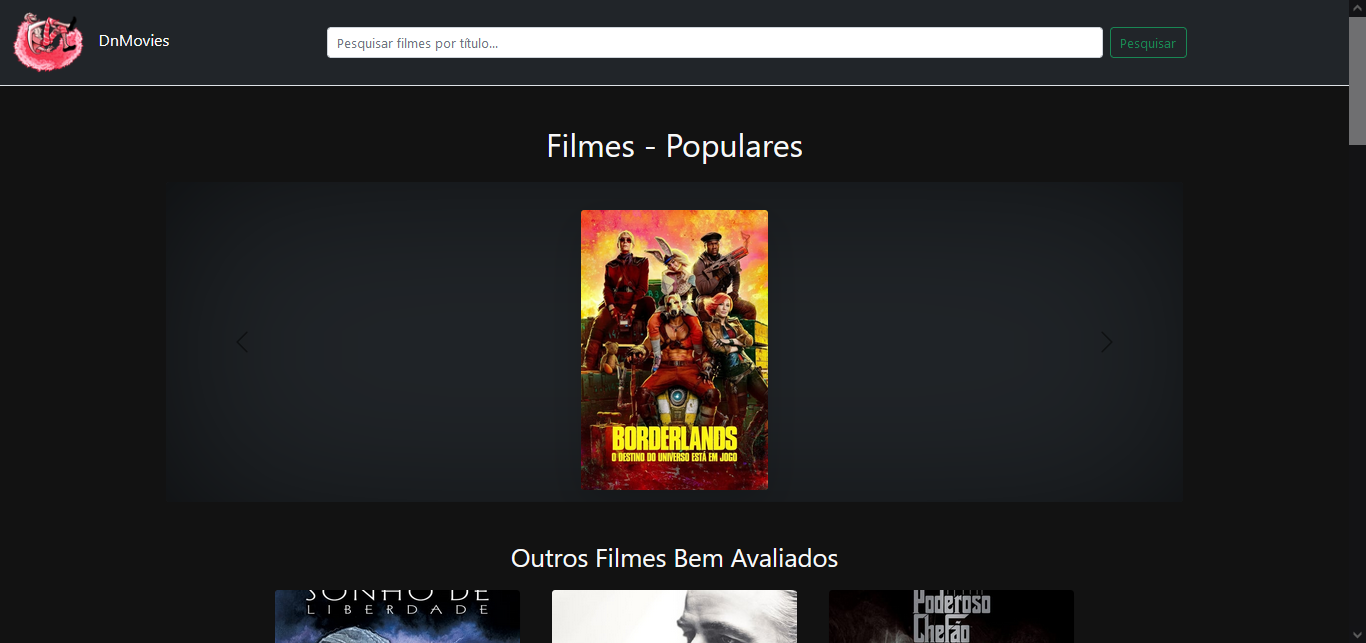 DnMovies
Pesquisar filmes por título...
Pesquisar
Filmes - Populares
BORDERLANDS
O DESTINO DO UNIVERSO ESTÁ EM JOGO
Outros Filmes Bem Avaliados
SONHO DE
LIBERDADE
Poderoso
Chefão